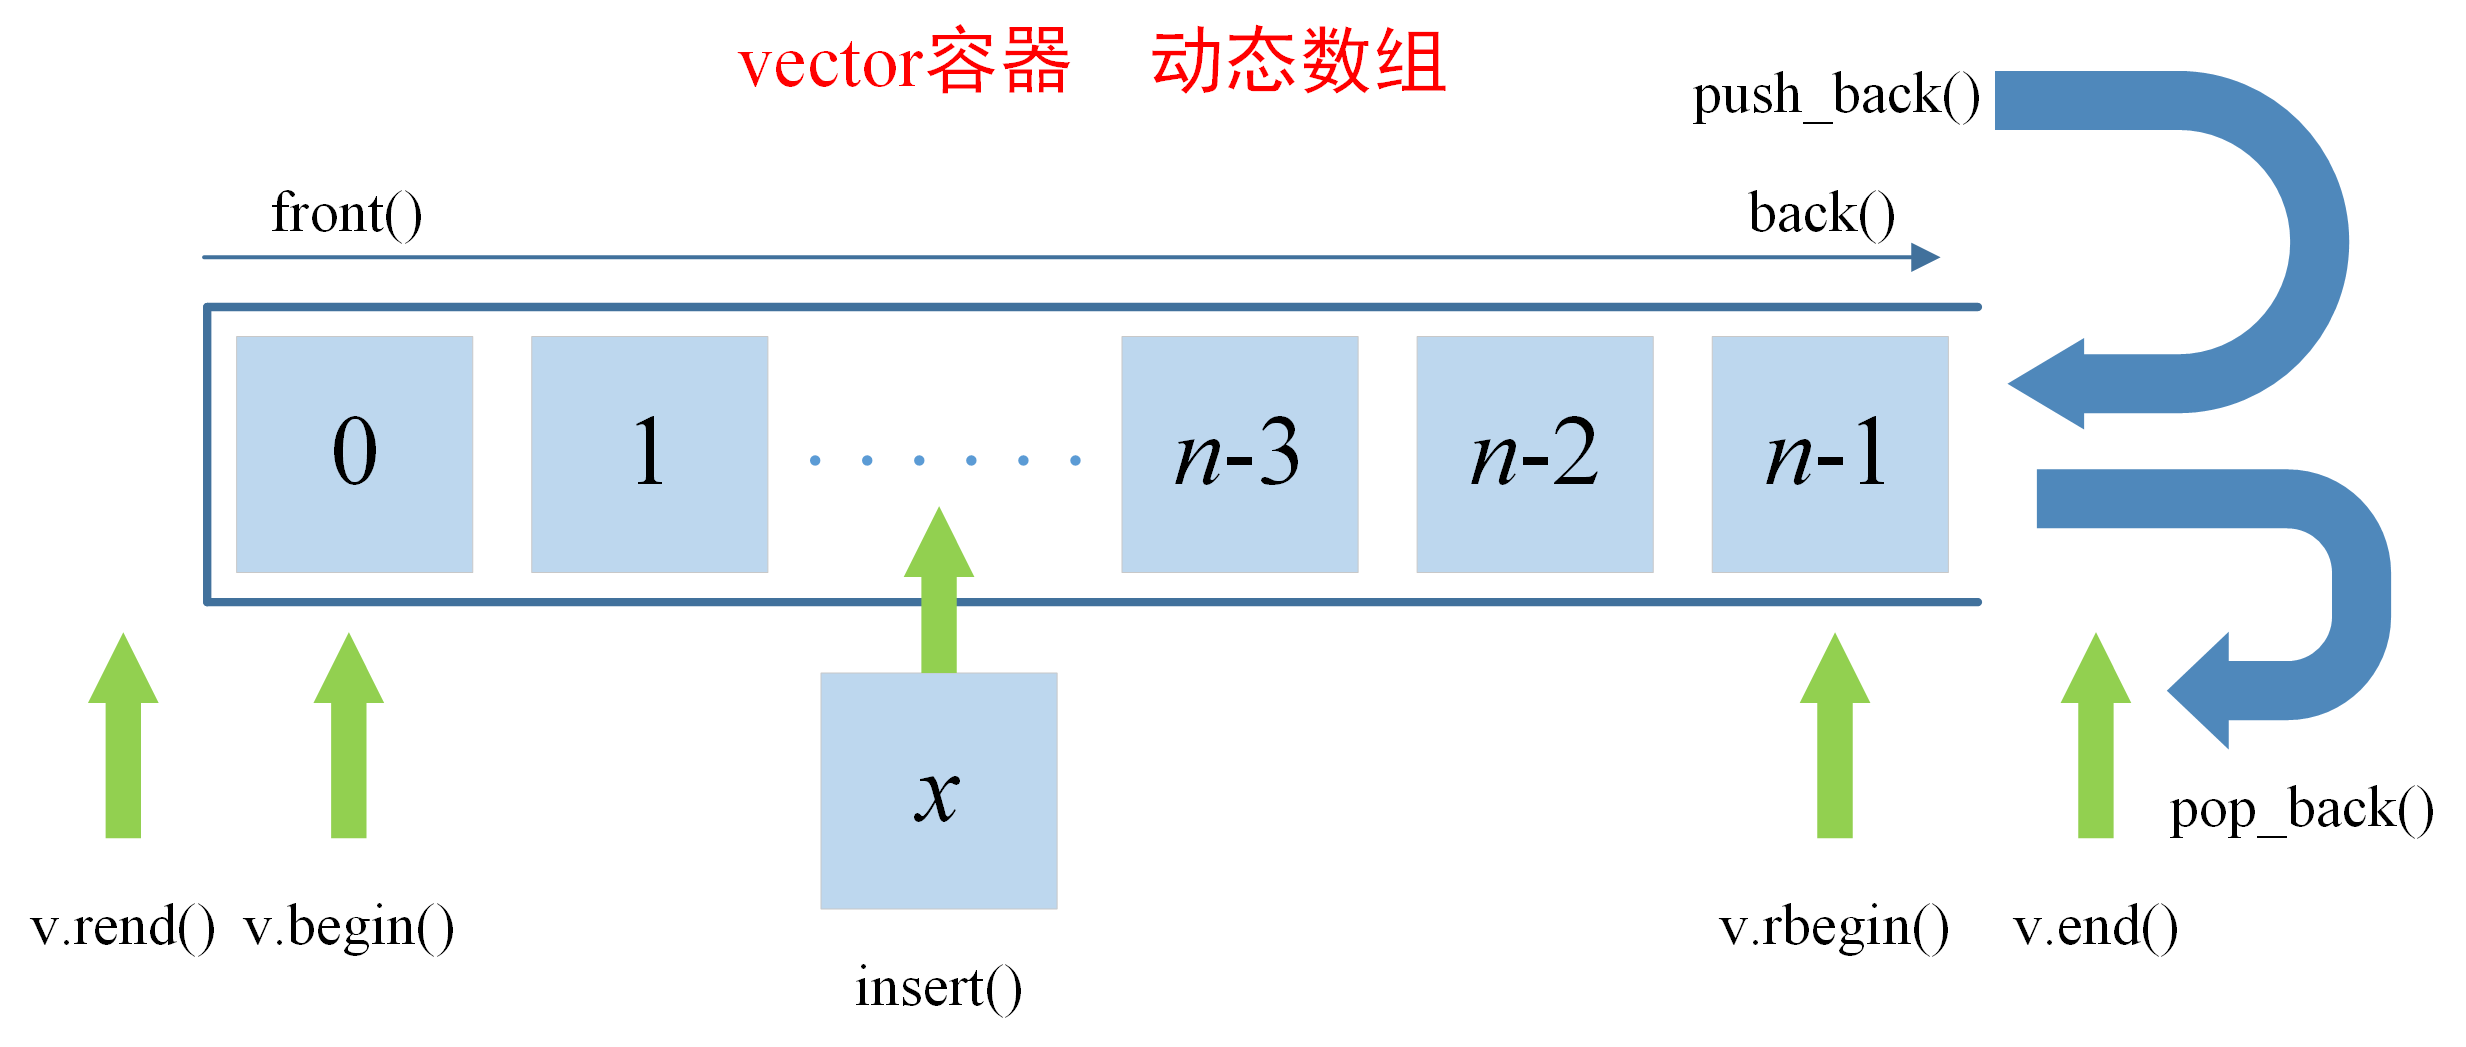 vector容器 动态数组
push_back()
front() back()
0 1 n-3 n-2 n-1
x
pop_back()
v.rend() v.begin() v.rbegin() v.end()
insert()